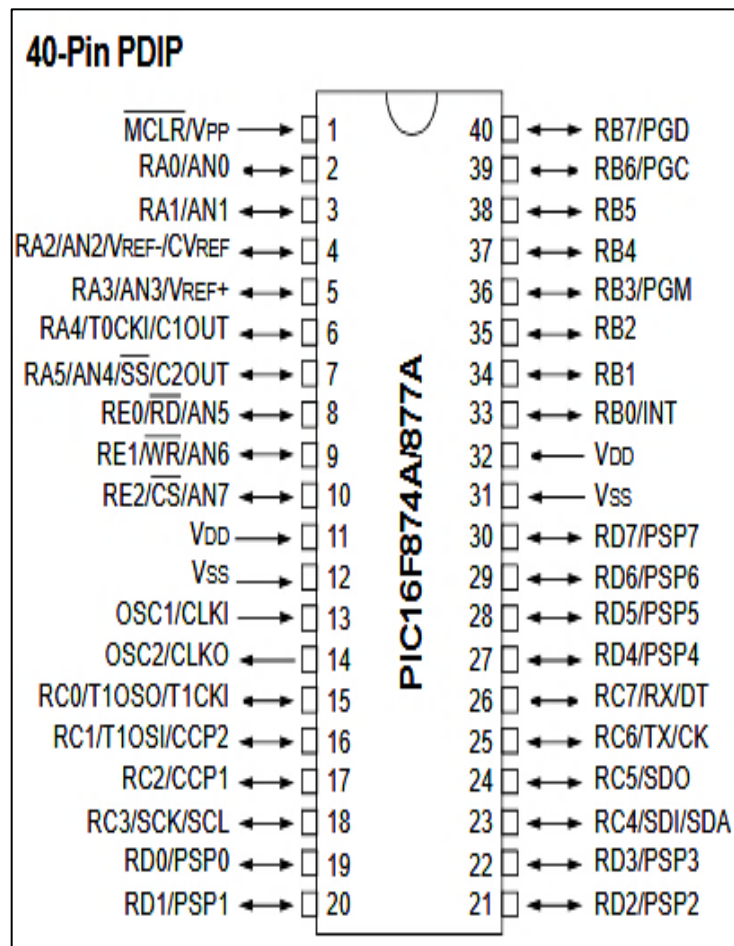 40-Pin PDIP
MCLR/VPP 1 40 RB7/PGD
RA0/AN0 2 39 RB6/PGC
RA1/AN1 3 38 RB5
RA2/AN2/VREF-/CVREF 4 37 RB4
RA3/AN3/VREF+ 5 36 RB3/PGM
RA4/T0CKI/C1OUT 6 35 RB2
RA5/AN4/SS/C2OUT 7 34 RB1
RE0/RD/AN5 8 33 RB0/INT
RE1/WR/AN6 9 32 VDD
RE2/CS/AN7 10 31 VSS
VDD 11 30 RD7/PSP7
VSS 12 29 RD6/PSP6
OSC1/CLKI 13 28 RD5/PSP5
OSC2/CLKO 14 27 RD4/PSP4
RC0/T1OSO/T1CKI 15 26 RC7/RX/DT
RC1/T1OSI/CCP2 16 25 RC6/TX/CK
RC2/CCP1 17 24 RC5/SDO
RC3/SCK/SCL 18 23 RC4/SDI/SDA
RD0/PSP0 19 22 RD3/PSP3
RD1/PSP1 20 21 RD2/PSP2
PIC16F874A/877A